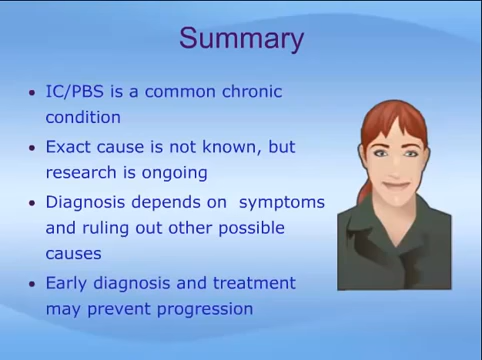 Summary
• IC/PBS is a common chronic
condition
• Exact cause is not known, but
research is ongoing
• Diagnosis depends on  symptoms
and ruling out other possible
causes
• Early diagnosis and treatment
may prevent progression